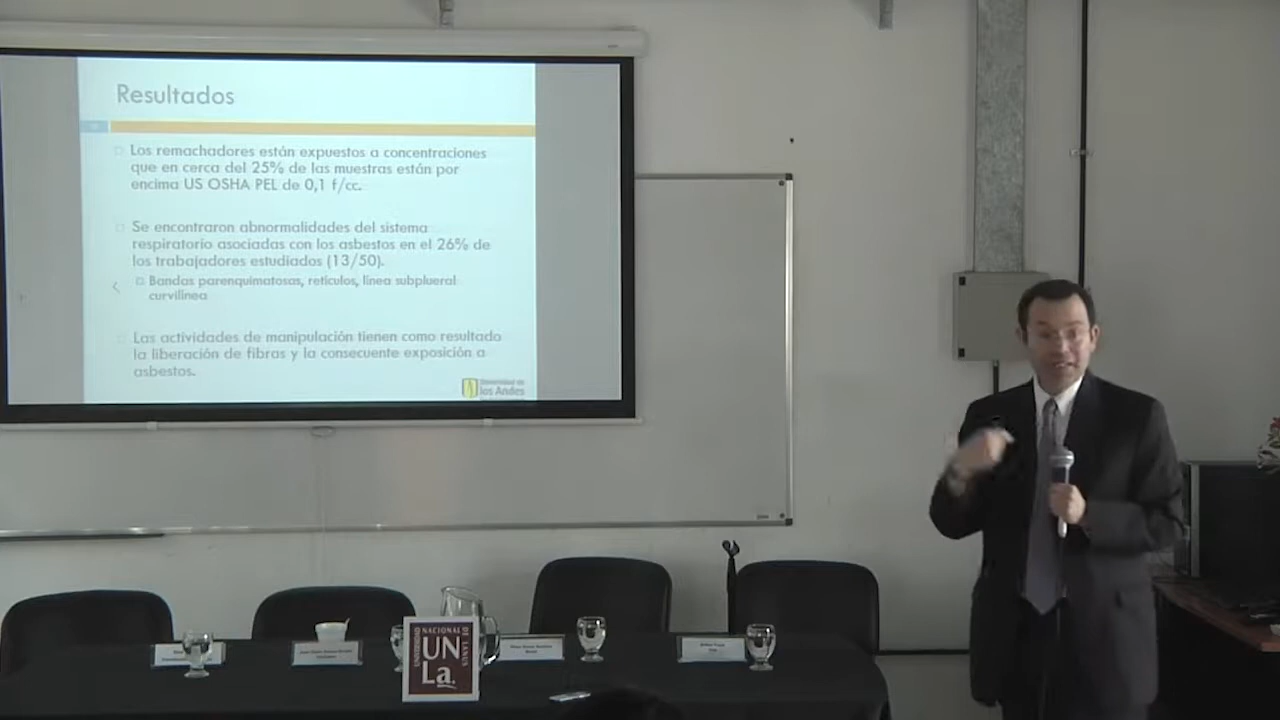 Resultados
Los remachadores están expuestos a concentraciones
que en cerca del 25% de las muestras están por
encima US OSHA PEL de 0,1 f/cc.
Se encontraron abnormalidades del sistema
respiratorio asociadas con los asbestos en el 26% de
los trabajadores estudiados (13/50).
Bandas parenquimatosas, retículos, línea subplueral
curvilínea
Las actividades de manipulación tienen como resultado
la liberación de fibras y la consecuente exposición a
asbestos.
Universidad de
los Andes
UNIVERSIDAD
NACIONAL
DE LANUS
UN
La.